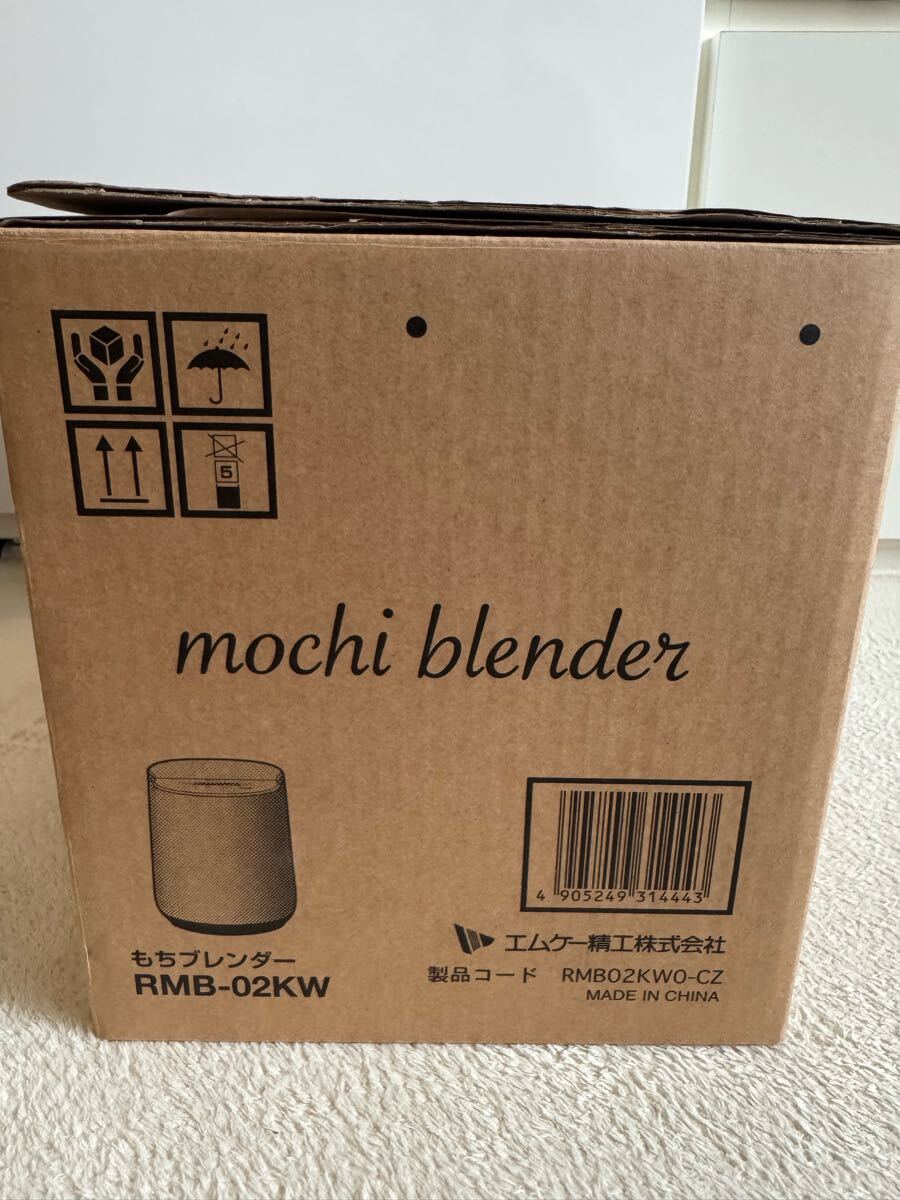 5
mochi blender
4 905249 314443
もちブレンダー
RMB-02KW
エムケー精工株式会社
製品コード RMB02KW0-CZ
MADE IN CHINA